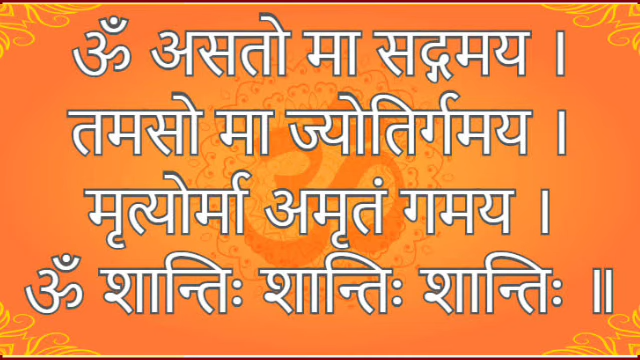 ॐ असतो मा सद्गमय ।
तमसो मा ज्योतिर्गमय ।
मृत्योर्मा अमृतं गमय ।
ॐ शान्तिः शान्तिः शान्तिः ॥